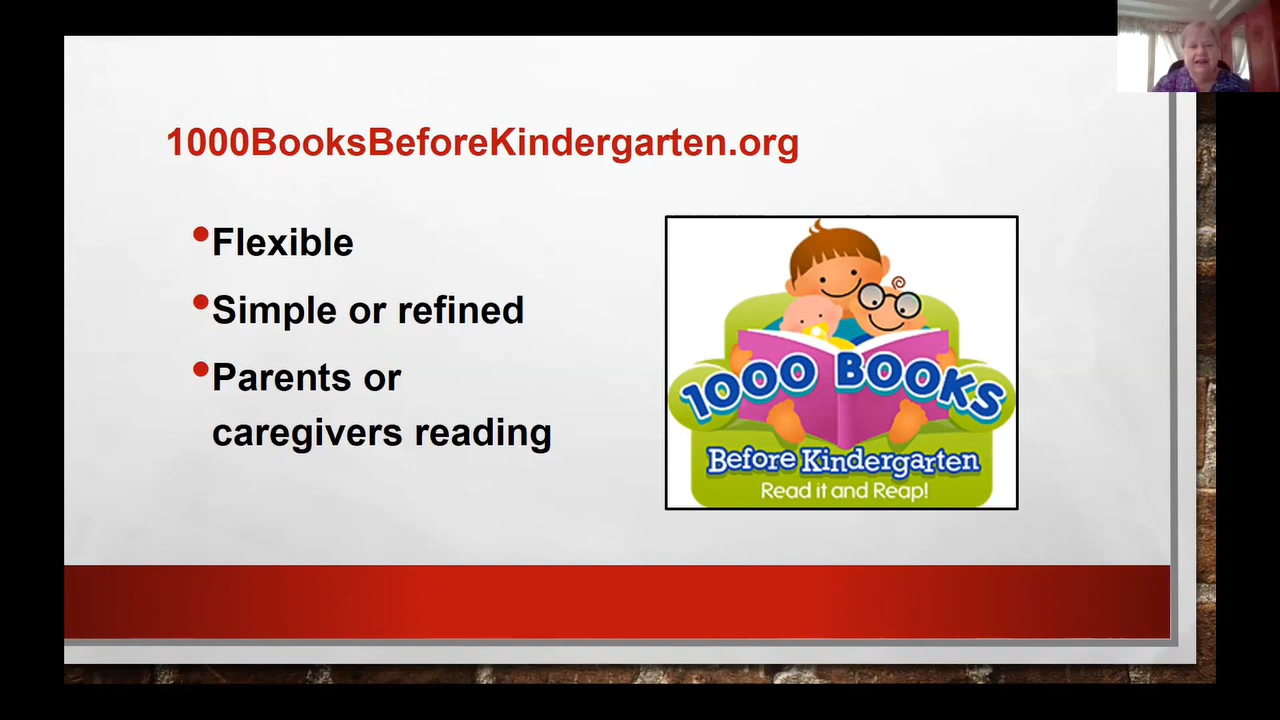 1000BooksBeforeKindergarten.org
•Flexible
•Simple or refined
•Parents or
caregivers reading
1000 BOOKS
Before Kindergarten
Read it and Reap!